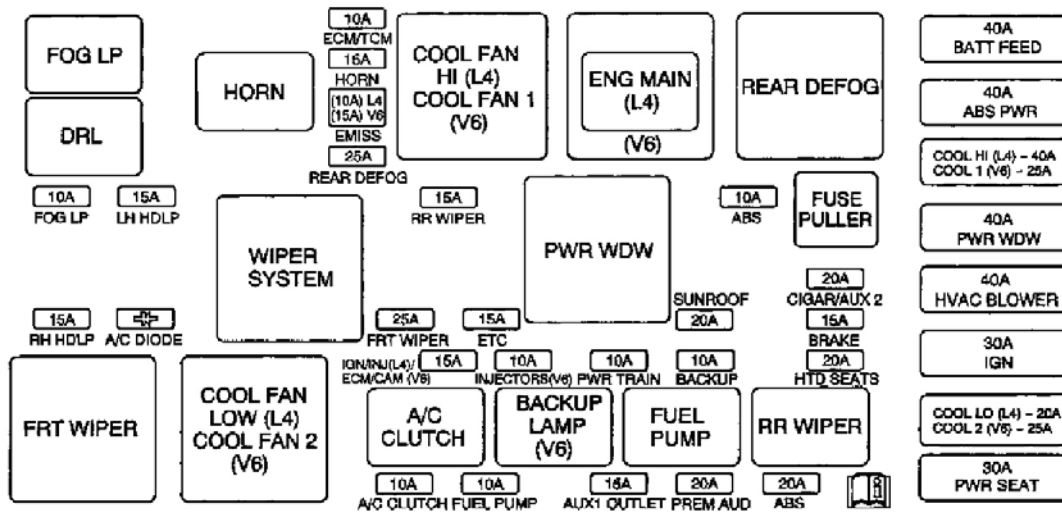 FOG LP
DRL
10A
FOG LP
15A
LH HDLP
HORN
10A
ECM/TCM
15A
HORN
(10A) L4
(15A) V6
EMISS
25A
REAR DEFOG
COOL FAN
HI (L4)
COOL FAN 1
(V6)
ENG MAIN
(L4)
(V6)
REAR DEFOG
WIPER
SYSTEM
15A
RR WIPER
PWR WDW
10A
ABS
FUSE
PULLER
15A
RH HDLP
A/C DIODE
25A
FRT WIPER
15A
ETC
SUNROOF
20A
20A
CIGAR/AUX 2
15A
BRAKE
20A
HTD SEATS
IGN/INJ(L4)/
ECM/CAM (V6)
15A
10A
INJECTORS(V6)
10A
PWR TRAIN
10A
BACKUP
FRT WIPER
COOL FAN
LOW (L4)
COOL FAN 2
(V6)
A/C
CLUTCH
BACKUP
LAMP
(V6)
FUEL
PUMP
RR WIPER
10A
A/C CLUTCH
10A
FUEL PUMP
15A
AUX1 OUTLET
20A
PREM AUD
20A
ABS
i
40A
BATT FEED
40A
ABS PWR
COOL HI (L4) – 40A
COOL 1 (V6) – 25A
40A
PWR WDW
40A
HVAC BLOWER
30A
IGN
COOL LO (L4) – 20A
COOL 2 (V6) – 25A
30A
PWR SEAT